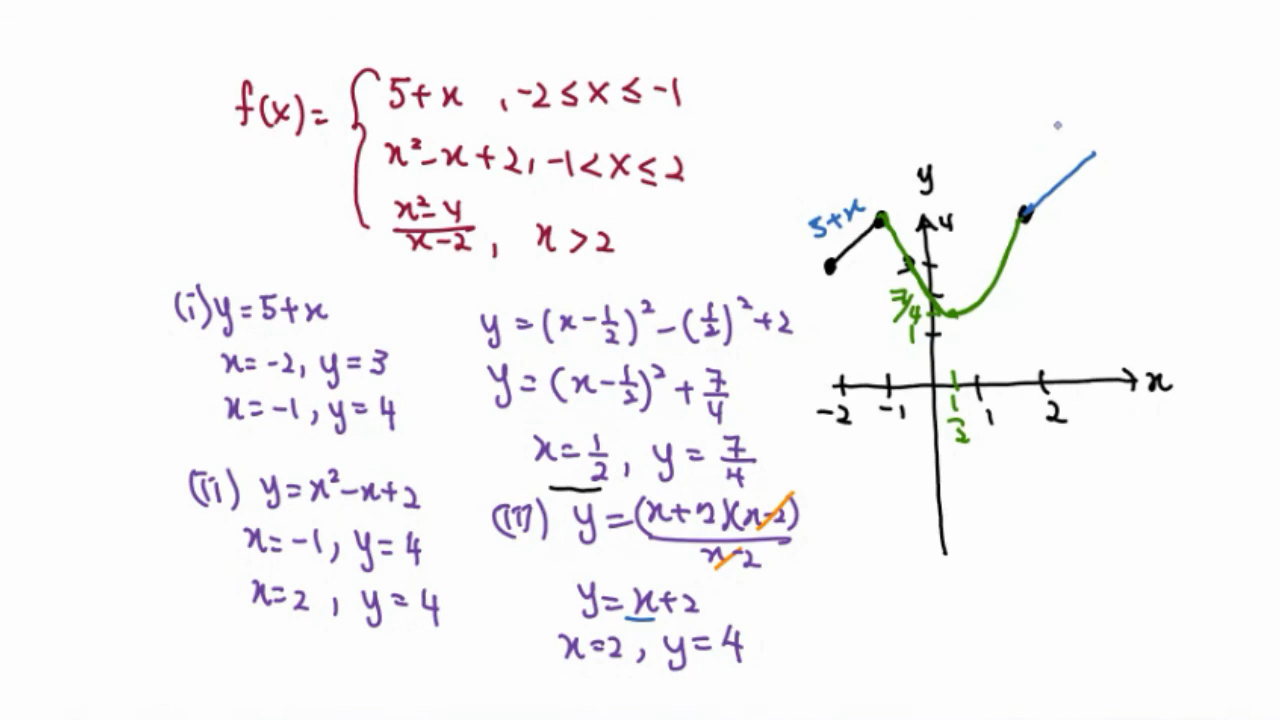 f(x) = { 5+x , -2 ≤ x ≤ -1
x² - x + 2, -1 < x ≤ 2
(x² - 4)/(x - 2) , x > 2
(i) y = 5+x
x = -2, y = 3
x = -1, y = 4
(ii) y = x² - x + 2
x = -1, y = 4
x = 2, y = 4
y = (x - 1/2)² - (1/2)² + 2
y = (x - 1/2)² + 7/4
x = 1/2, y = 7/4
(iii) y = (x+2)(x-2)/(x-2)
y = x+2
x = 2, y = 4
y
5+x
4
3
7/4
1
-2 -1 1/2 1 2 x